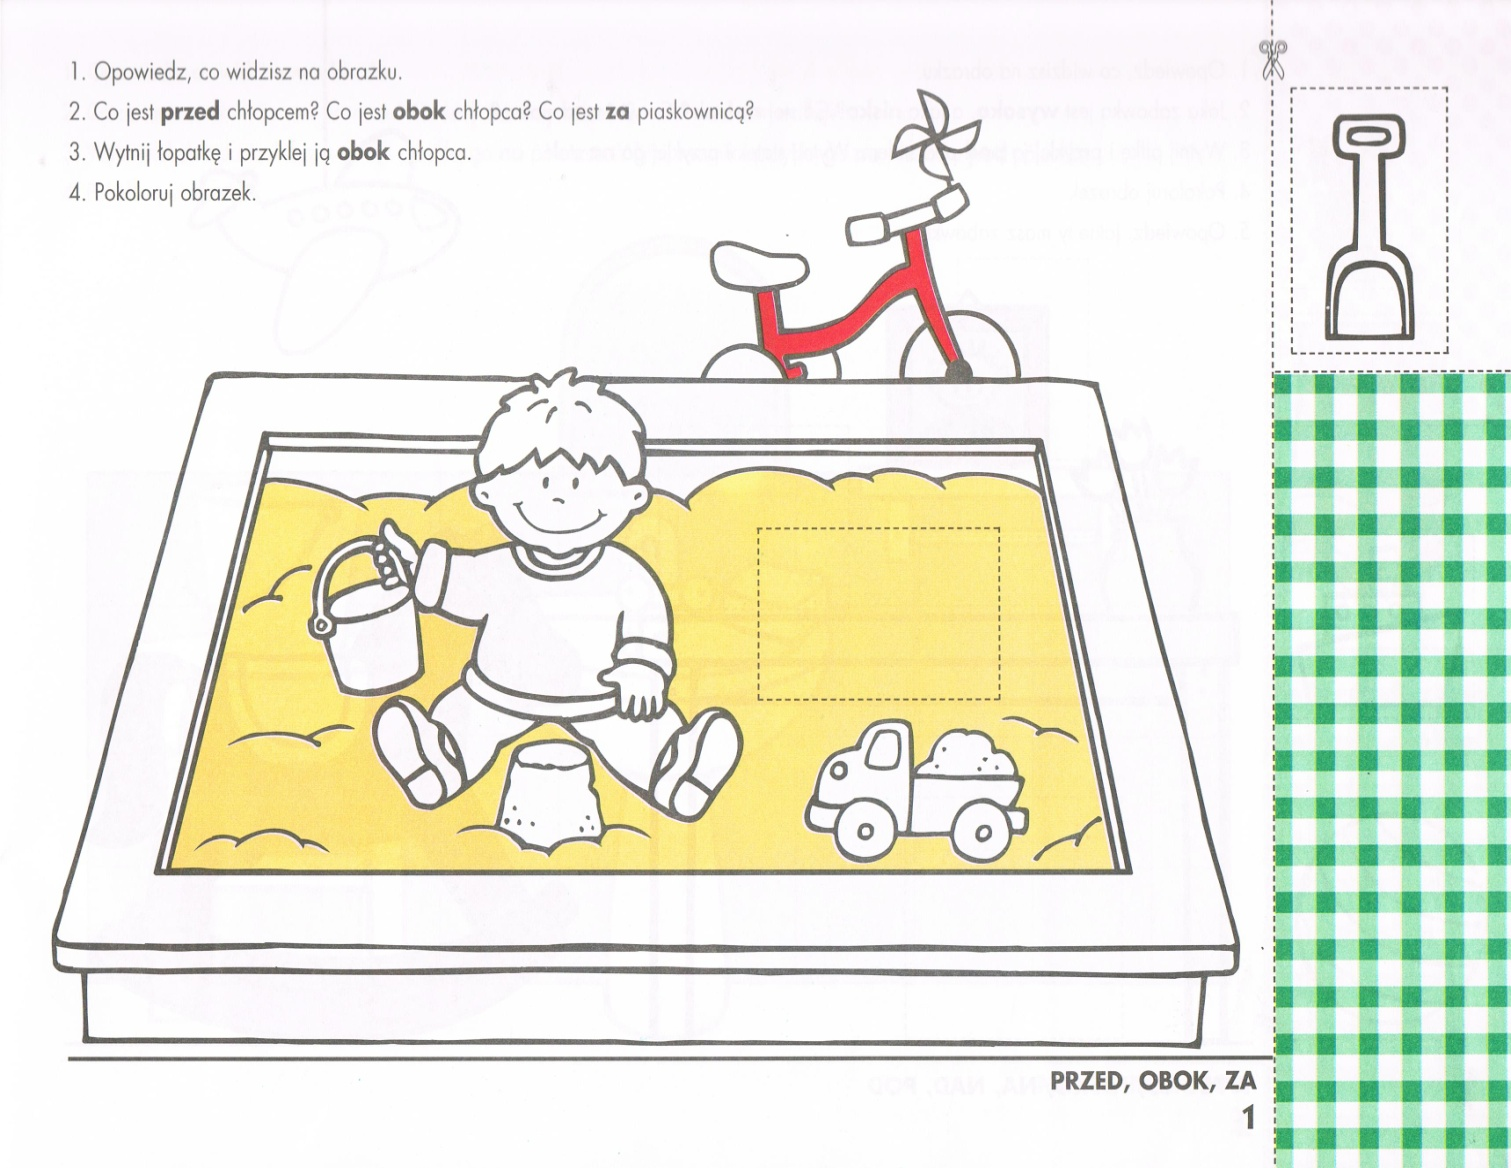 1. Opowiedz, co widzisz na obrazku.
2. Co jest przed chłopcem? Co jest obok chłopca? Co jest za piaskownicą?
3. Wytnij łopatkę i przyklej ją obok chłopca.
4. Pokoloruj obrazek.
PRZED, OBOK, ZA
1